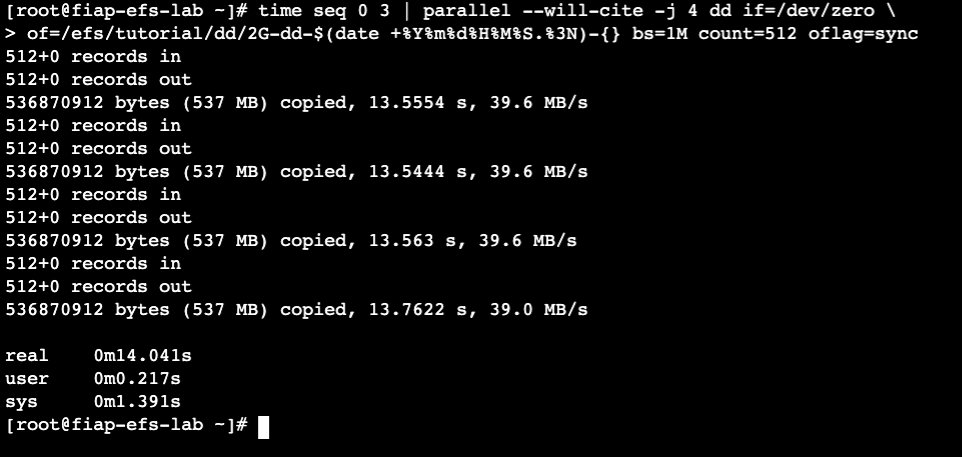 [root@fiap-efs-lab ~]# time seq 0 3 | parallel --will-cite -j 4 dd if=/dev/zero \
> of=/efs/tutorial/dd/2G-dd-$(date +%Y%m%d%H%M%S.%3N)-{} bs=1M count=512 oflag=sync
512+0 records in
512+0 records out
536870912 bytes (537 MB) copied, 13.5554 s, 39.6 MB/s
512+0 records in
512+0 records out
536870912 bytes (537 MB) copied, 13.5444 s, 39.6 MB/s
512+0 records in
512+0 records out
536870912 bytes (537 MB) copied, 13.563 s, 39.6 MB/s
512+0 records in
512+0 records out
536870912 bytes (537 MB) copied, 13.7622 s, 39.0 MB/s

real    0m14.041s
user    0m0.217s
sys     0m1.391s
[root@fiap-efs-lab ~]#